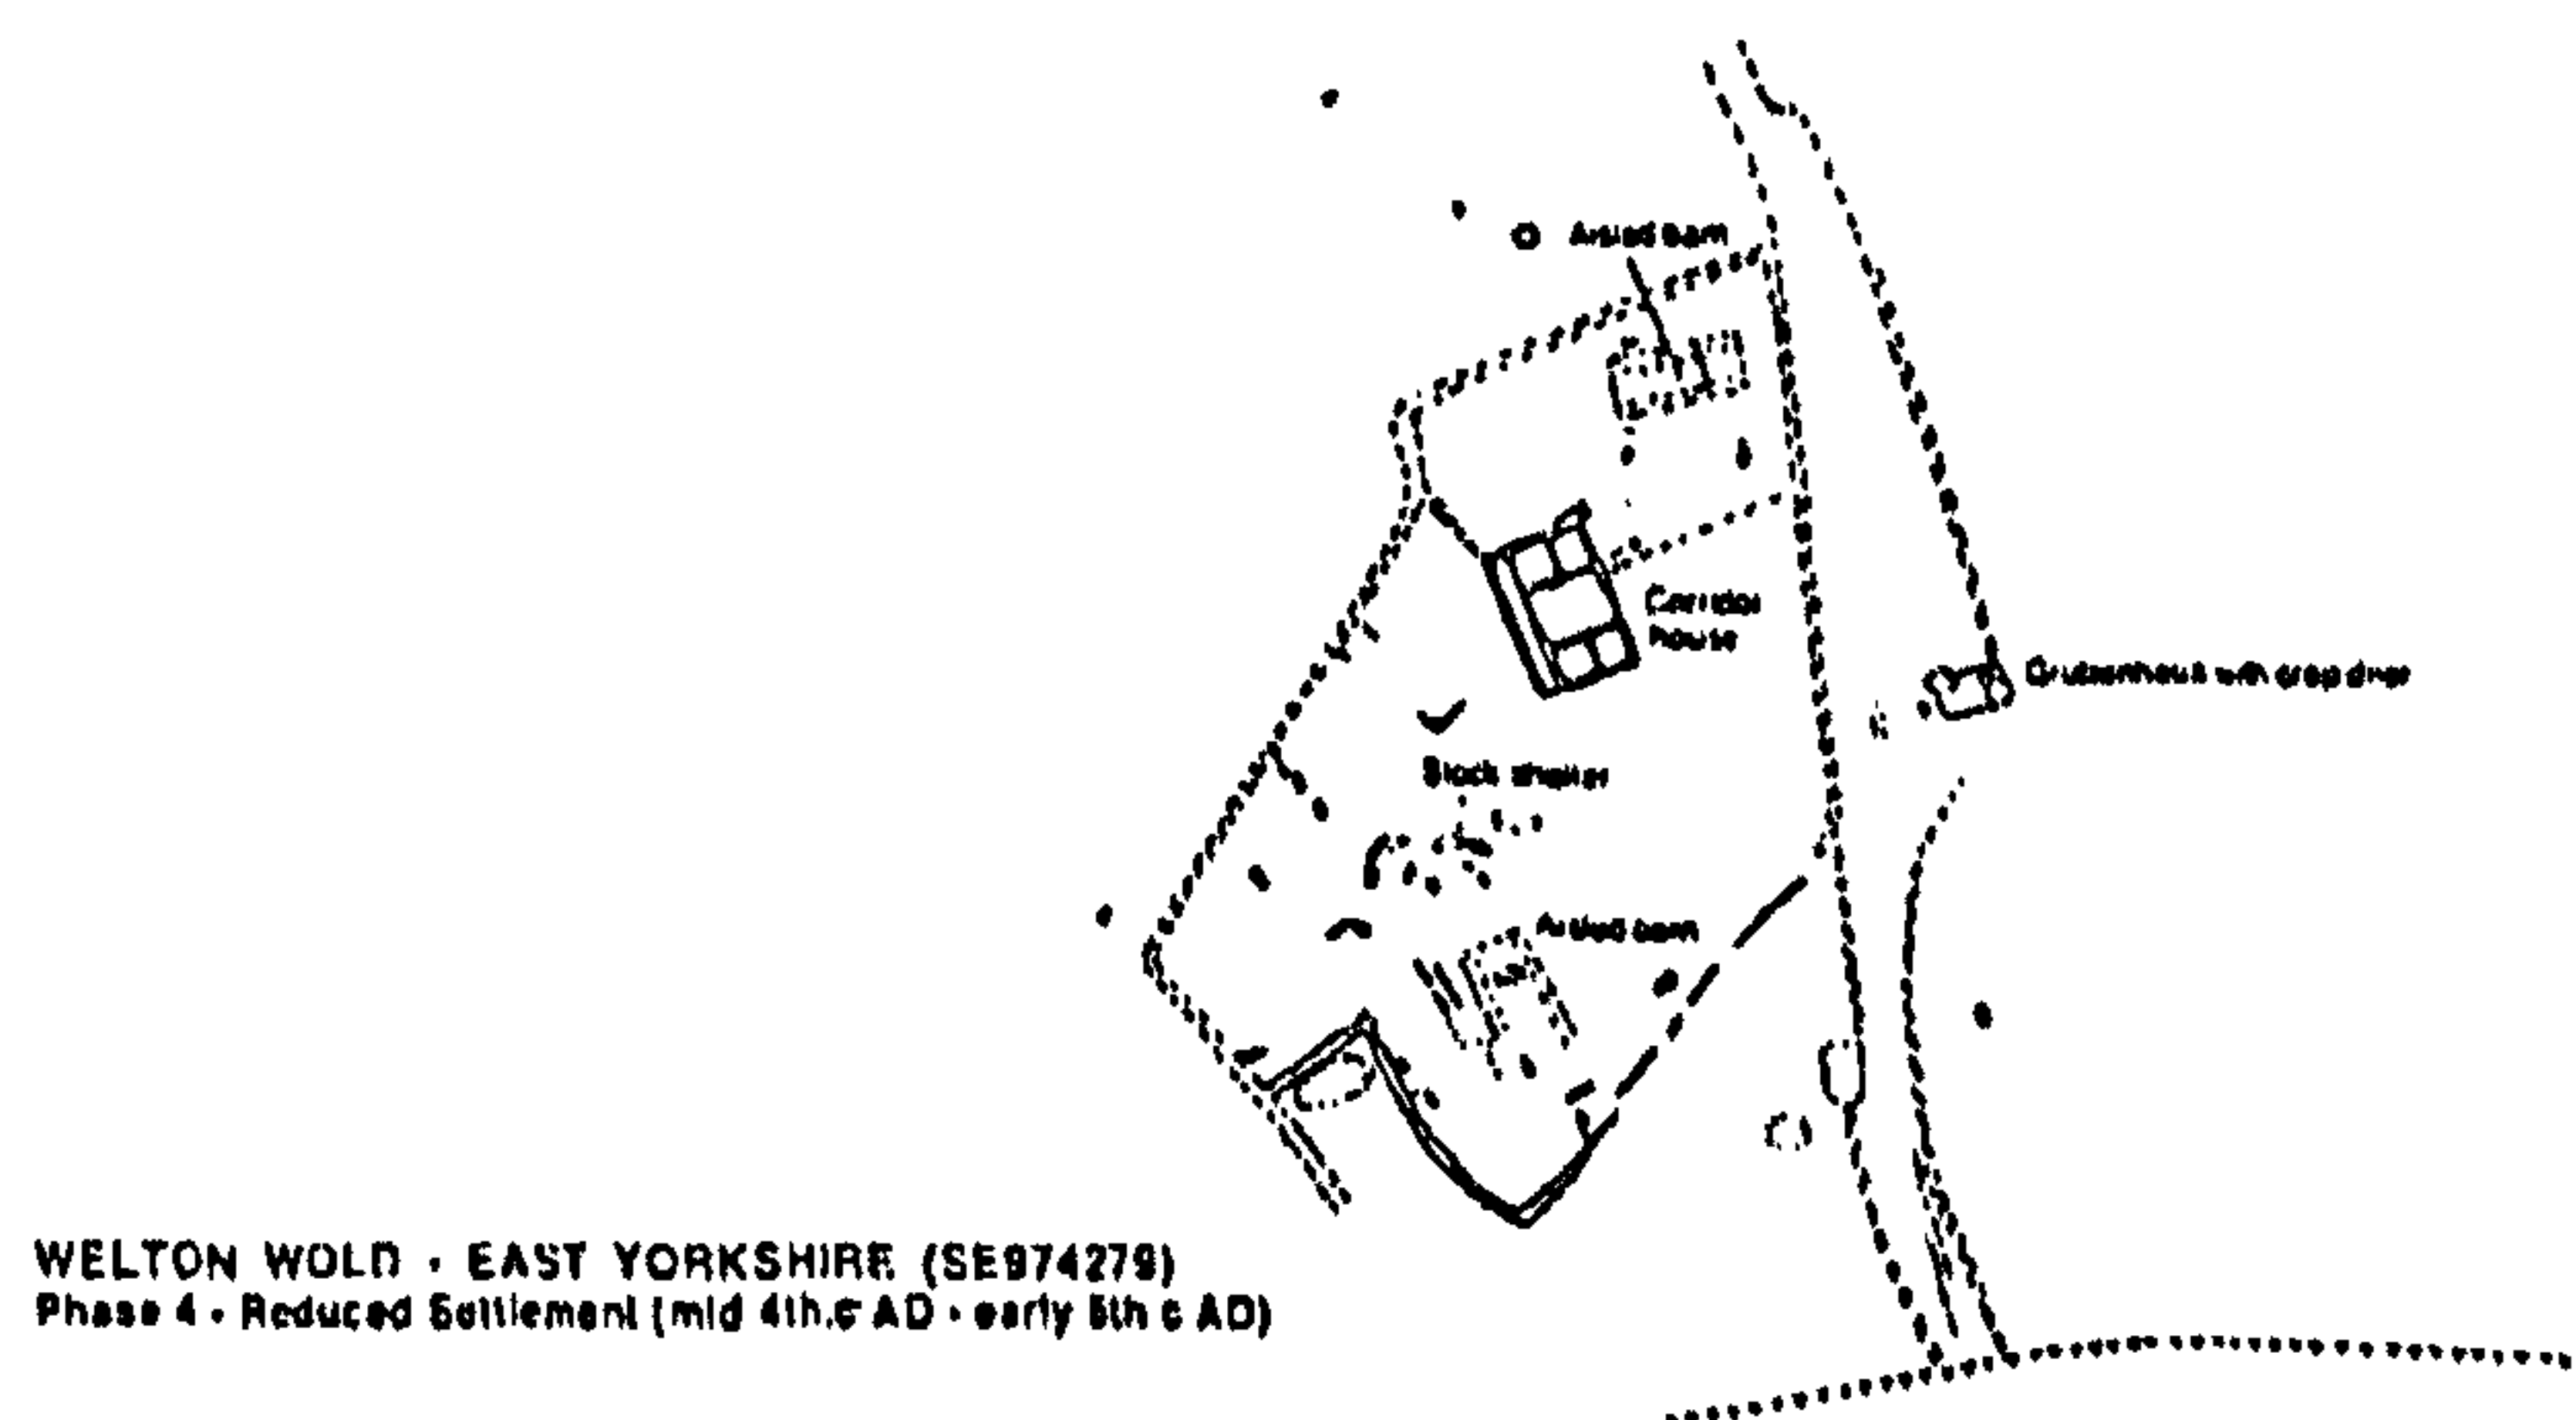 Aisled barn
Corridor
house
Grubenhaus with crop drier
Stock shelter
Aisled barn
WELTON WOLD · EAST YORKSHIRE (SE974279)
Phase 4 · Reduced Settlement (mid 4th.c AD · early 5th c AD)